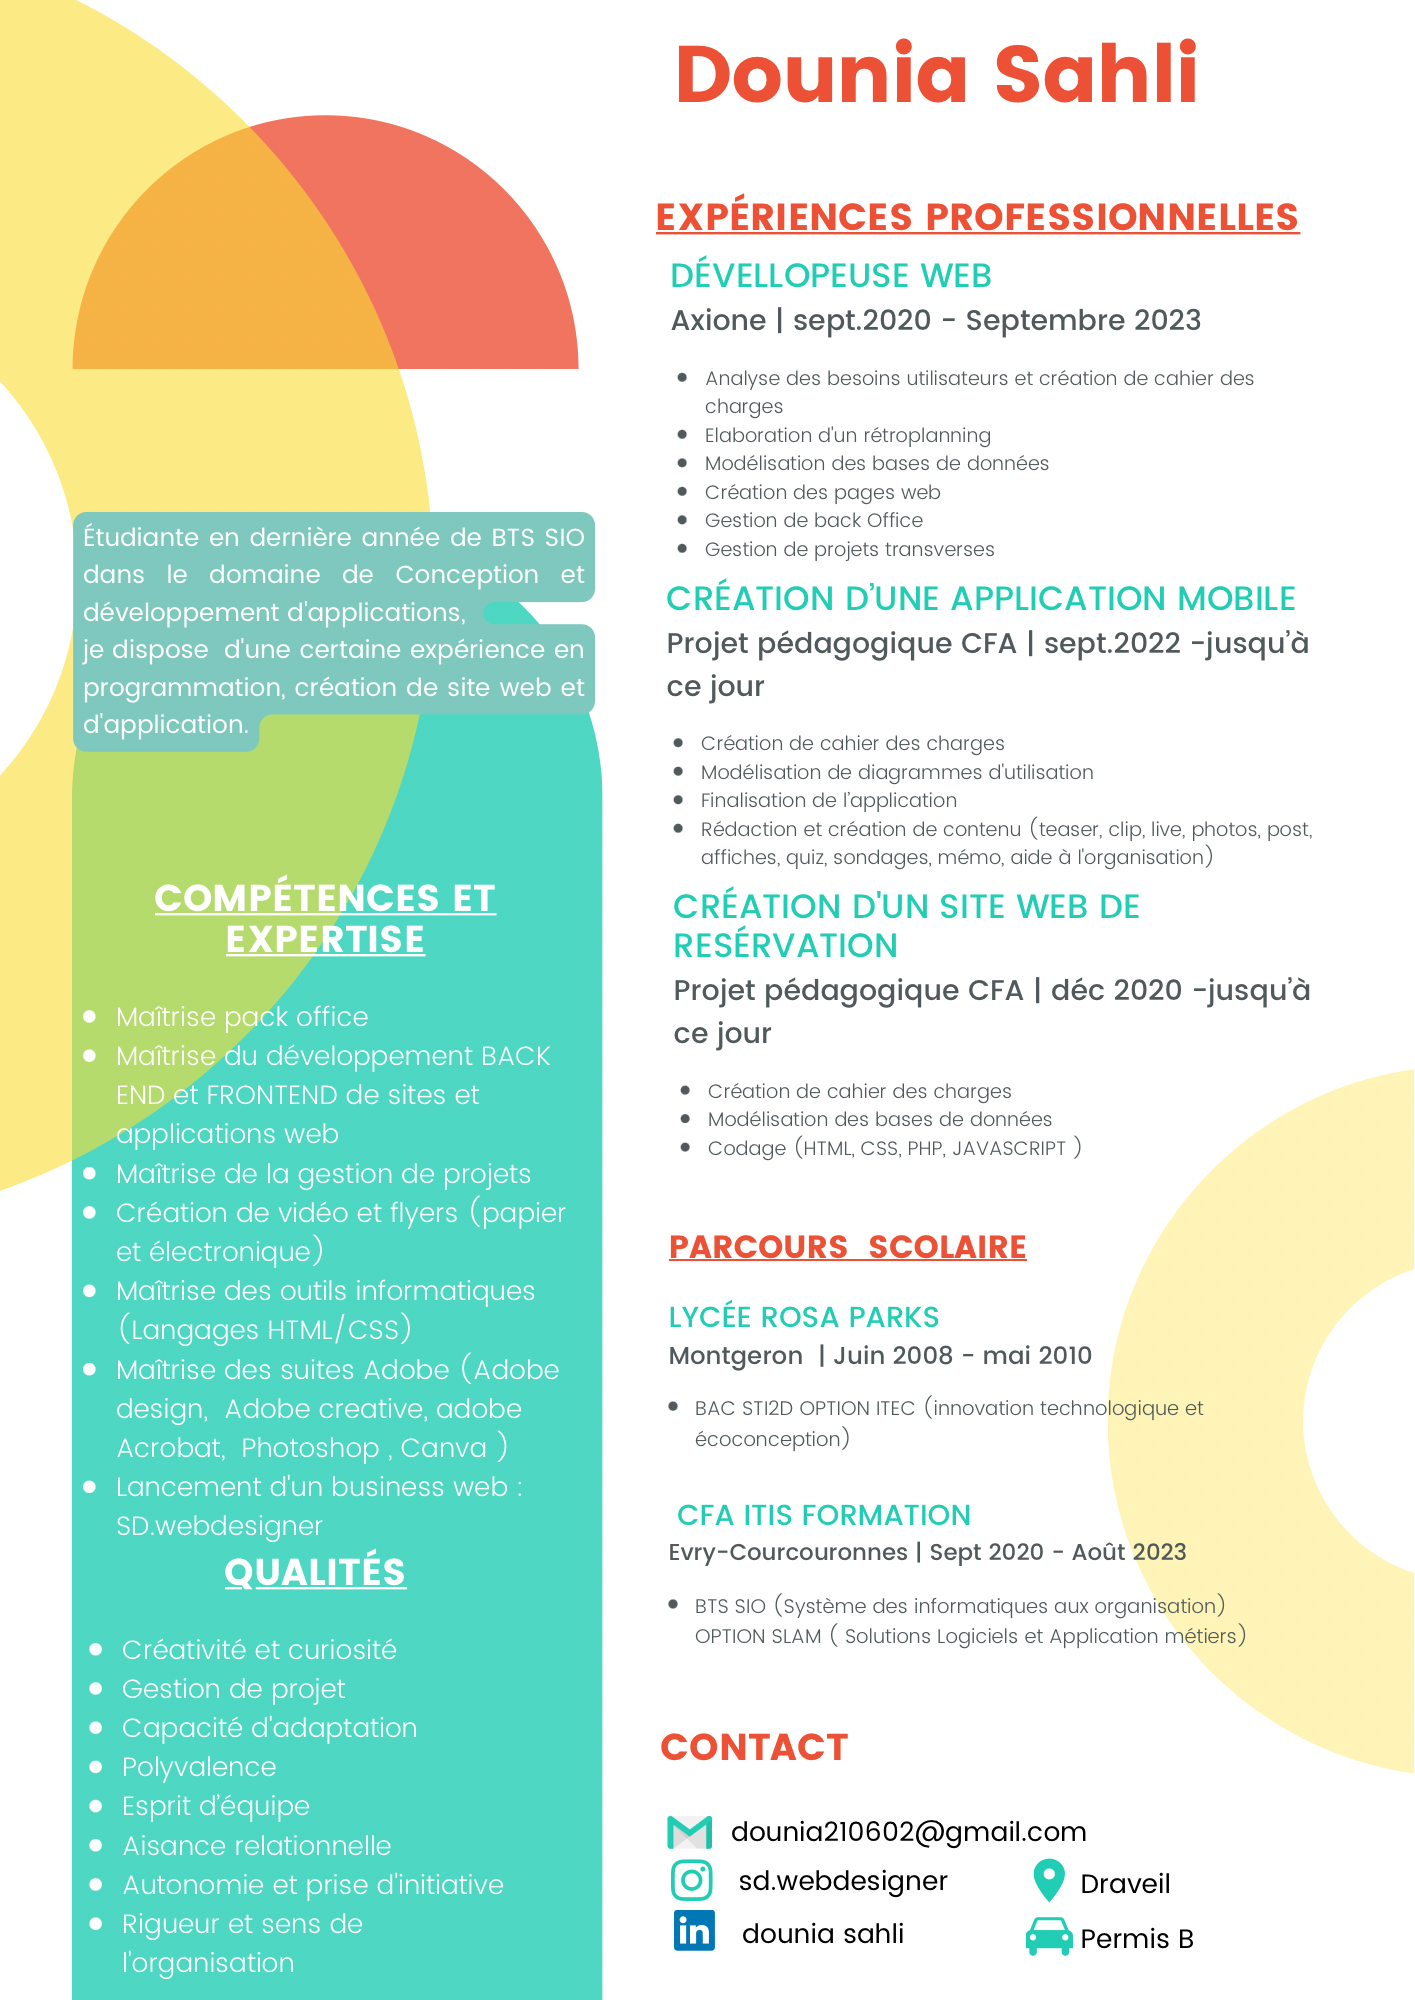 Dounia Sahli
Étudiante en dernière année de BTS SIO
dans le domaine de Conception et
développement d'applications,
je dispose d'une certaine expérience en
programmation, création de site web et
d'application.
COMPÉTENCES ET
EXPERTISE
Maîtrise pack office
Maîtrise du développement BACK
END et FRONTEND de sites et
applications web
Maîtrise de la gestion de projets
Création de vidéo et flyers (papier
et électronique)
Maîtrise des outils informatiques
(Langages HTML/CSS)
Maîtrise des suites Adobe (Adobe
design, Adobe creative, adobe
Acrobat, Photoshop , Canva )
Lancement d'un business web :
SD.webdesigner
QUALITÉS
Créativité et curiosité
Gestion de projet
Capacité d'adaptation
Polyvalence
Esprit d’équipe
Aisance relationnelle
Autonomie et prise d'initiative
Rigueur et sens de
l'organisation
EXPÉRIENCES PROFESSIONNELLES
DÉVELLOPEUSE WEB
Axione | sept.2020 - Septembre 2023
Analyse des besoins utilisateurs et création de cahier des
charges
Elaboration d'un rétroplanning
Modélisation des bases de données
Création des pages web
Gestion de back Office
Gestion de projets transverses
CRÉATION D’UNE APPLICATION MOBILE
Projet pédagogique CFA | sept.2022 -jusqu’à
ce jour
Création de cahier des charges
Modélisation de diagrammes d'utilisation
Finalisation de l’application
Rédaction et création de contenu (teaser, clip, live, photos, post,
affiches, quiz, sondages, mémo, aide à l'organisation)
CRÉATION D'UN SITE WEB DE
RESÉRVATION
Projet pédagogique CFA | déc 2020 -jusqu’à
ce jour
Création de cahier des charges
Modélisation des bases de données
Codage (HTML, CSS, PHP, JAVASCRIPT )
PARCOURS SCOLAIRE
LYCÉE ROSA PARKS
Montgeron | Juin 2008 - mai 2010
BAC STI2D OPTION ITEC (innovation technologique et
écoconception)
CFA ITIS FORMATION
Evry-Courcouronnes | Sept 2020 - Août 2023
BTS SIO (Système des informatiques aux organisation)
OPTION SLAM ( Solutions Logiciels et Application métiers)
CONTACT
dounia210602@gmail.com
sd.webdesigner
Draveil
in dounia sahli
Permis B